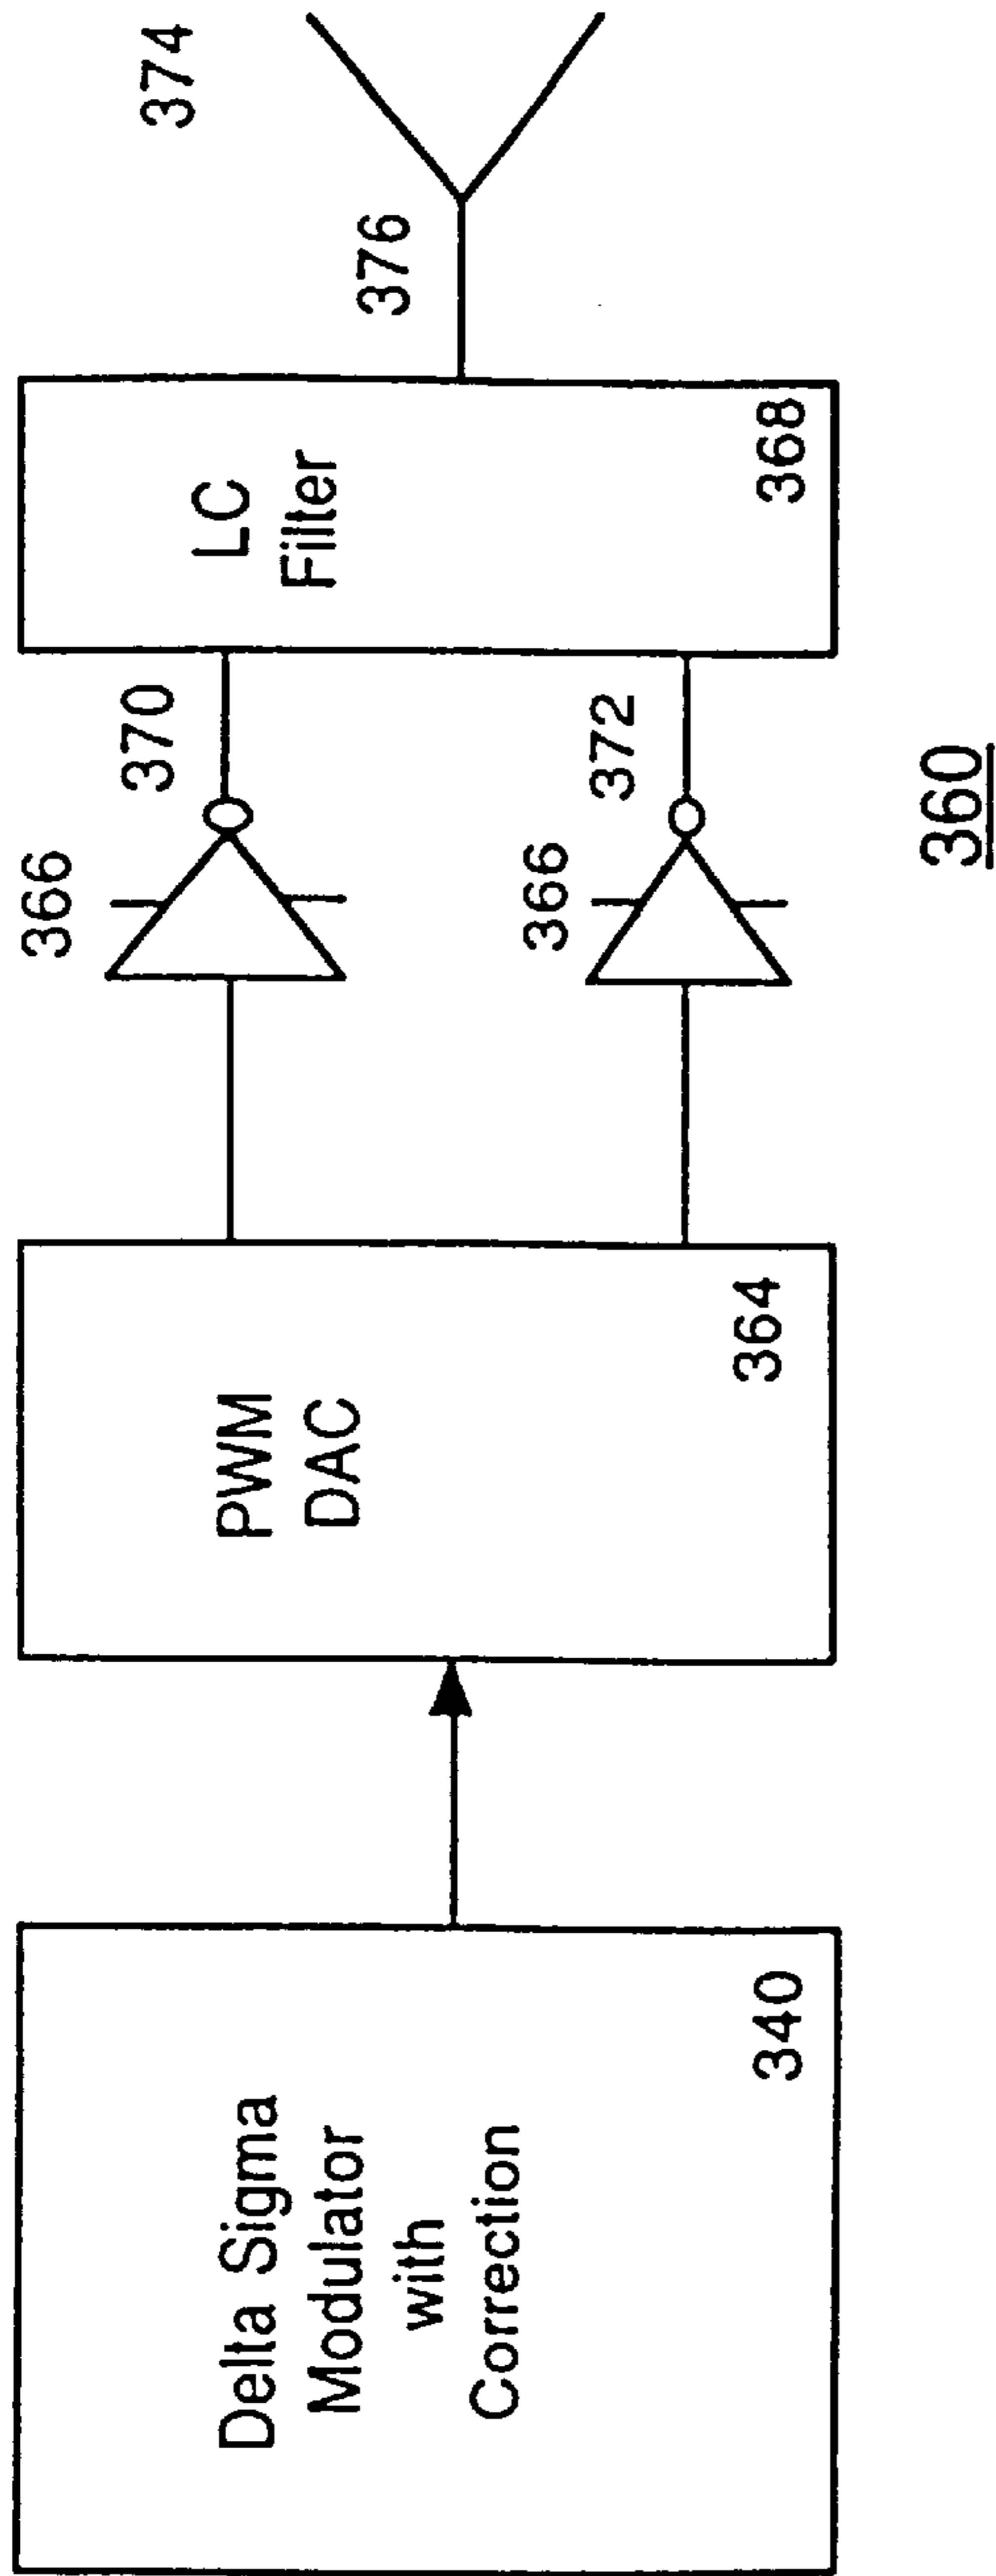 Delta Sigma
Modulator
with
Correction
340
PWM
DAC
364
366
370
366
372
LC
Filter
368
376
374
360